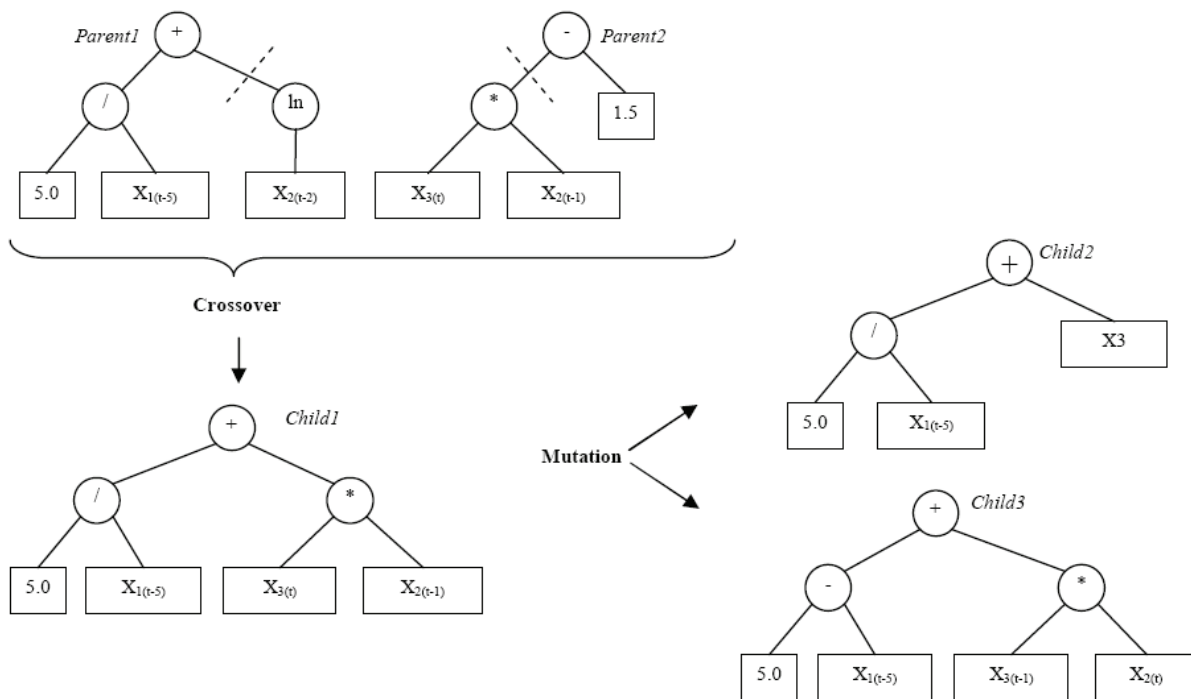 Parent1
+
-
Parent2
/
ln
*
1.5
5.0
X1(t-5)
X2(t-2)
X3(t)
X2(t-1)
Crossover
+
Child2
/
X3
5.0
X1(t-5)
+
Child1
Mutation
/
*
5.0
X1(t-5)
X3(t)
X2(t-1)
+
Child3
-
*
5.0
X1(t-5)
X3(t-1)
X2(t)